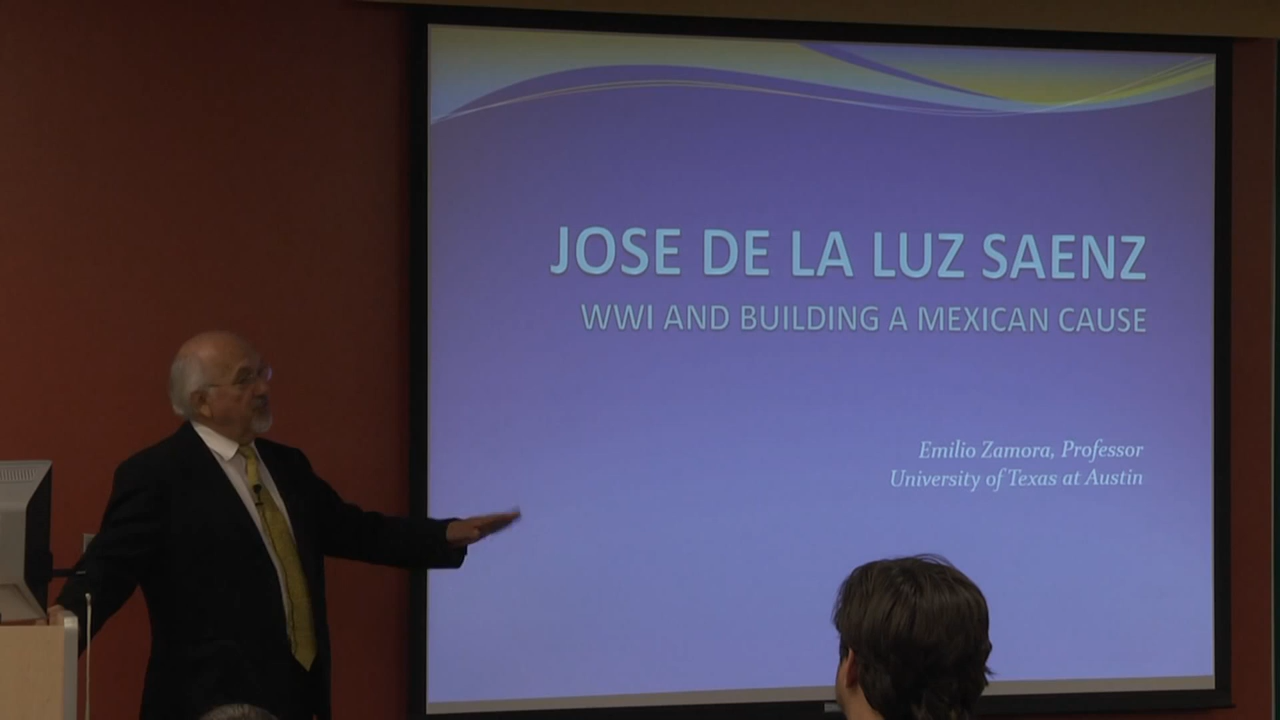 JOSE DE LA LUZ SAENZ
WWI AND BUILDING A MEXICAN CAUSE
Emilio Zamora, Professor
University of Texas at Austin